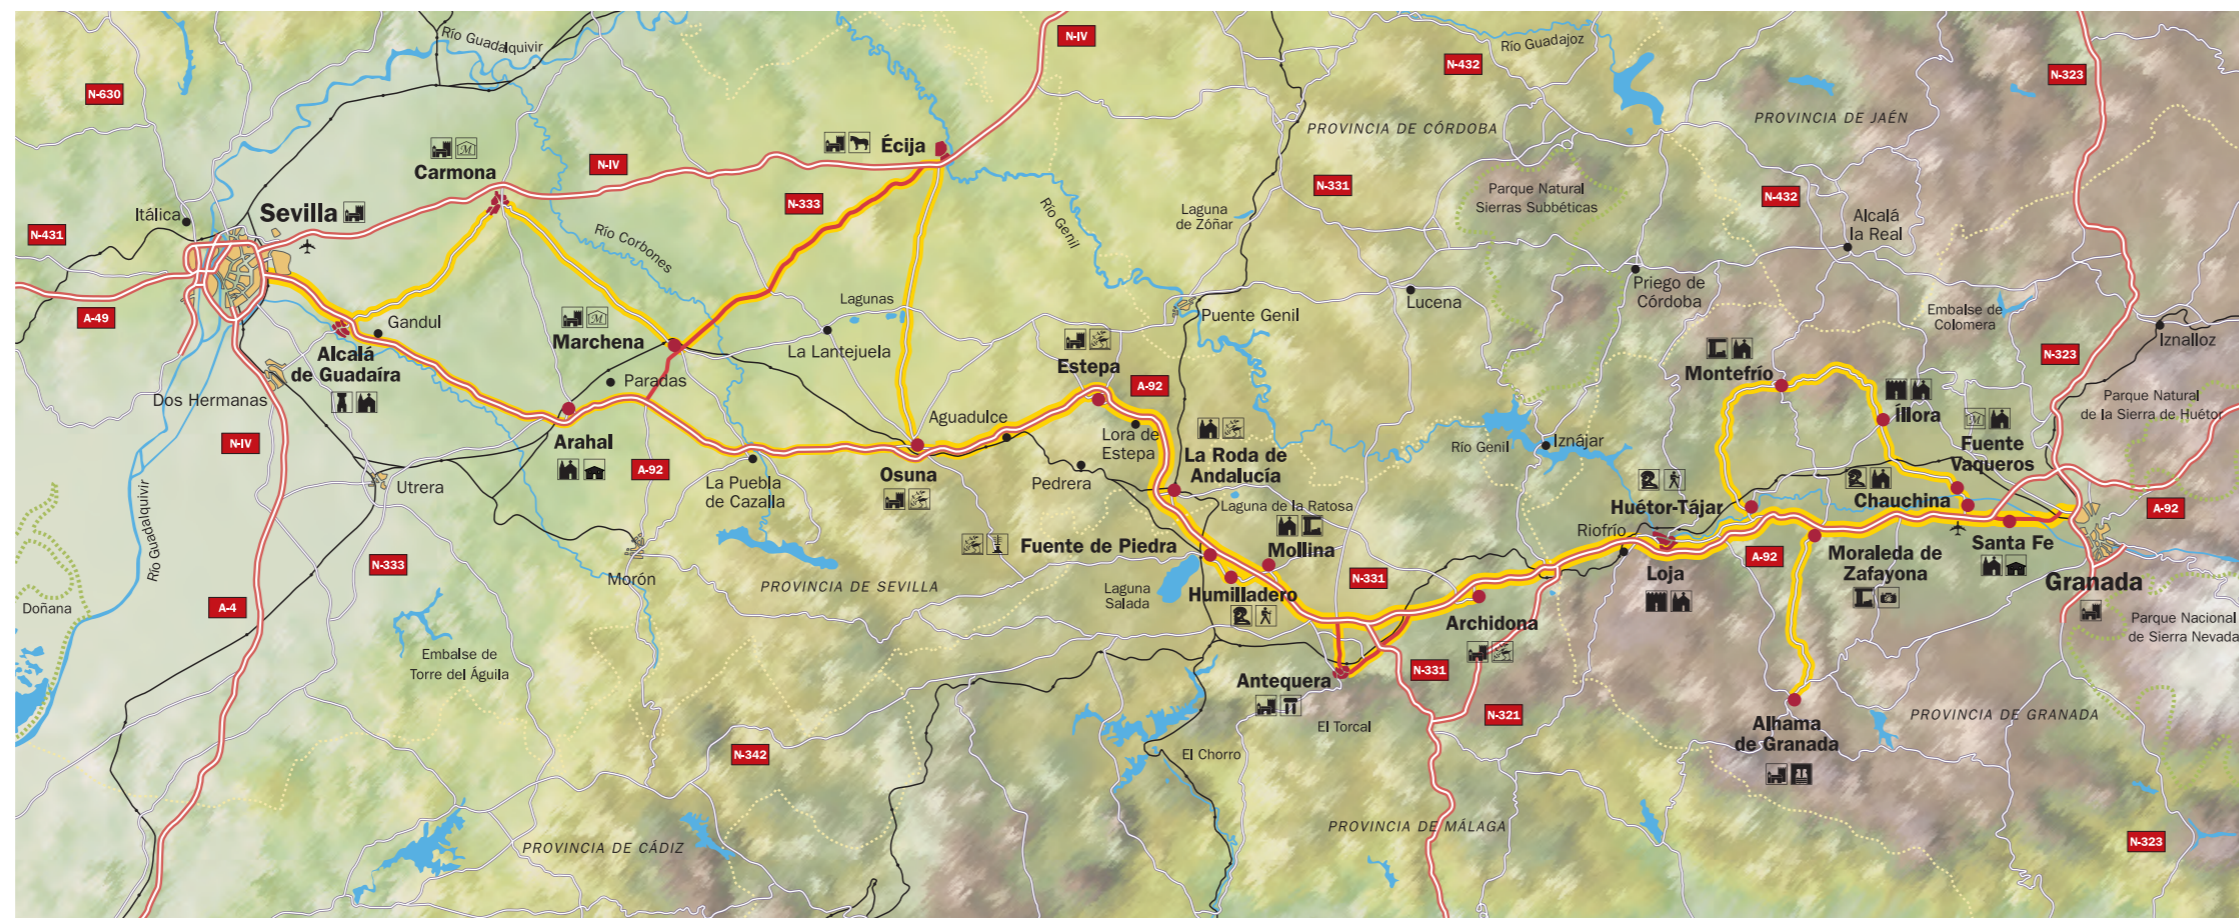 Río Guadalquivir
N-IV
Río Guadajoz
N-432
N-323
N-630
PROVINCIA DE CÓRDOBA
PROVINCIA DE JAÉN
Écija
N-IV
Carmona
N-333
N-331
Parque Natural
Sierras Subbéticas
N-432
Itálica
Sevilla
Laguna
de Zóñar
Río Genil
Alcalá
la Real
N-431
Río Corbones
Priego de
Córdoba
Lagunas
Lucena
Embalse de
Colomera
A-49
Gandul
Puente Genil
Iznalloz
Marchena
La Lantejuela
N-323
Alcalá
de Guadaíra
Estepa
Montefrío
Paradas
A-92
Parque Natural
de la Sierra de Huétor
Dos Hermanas
Aguadulce
Íllora
N-IV
Arahal
Lora de
Estepa
Río Genil
Iznájar
Fuente
Vaqueros
La Roda de
Andalucía
A-92
Osuna
Pedrera
Utrera
La Puebla
de Cazalla
Laguna de la Ratosa
Huétor-Tájar
Chauchina
A-92
Río Guadalquivir
Riofrío
Fuente de Piedra
Mollina
Santa Fe
N-333
Morón
PROVINCIA DE SEVILLA
Laguna
Salada
Humilladero
N-331
Loja
A-92
Moraleda de
Zafayona
Granada
Doñana
A-4
Archidona
Parque Nacional
de Sierra Nevada
Embalse de
Torre del Águila
Antequera
N-331
El Torcal
N-321
Alhama
de Granada
PROVINCIA DE GRANADA
N-342
El Chorro
PROVINCIA DE MÁLAGA
PROVINCIA DE CÁDIZ
N-323